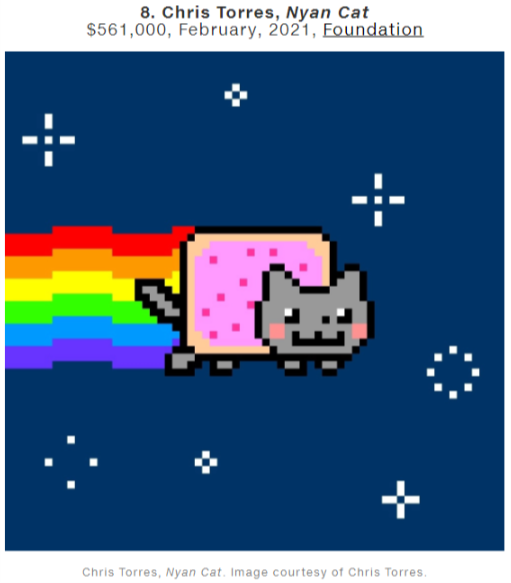 8. Chris Torres, Nyan Cat
$561,000, February, 2021, Foundation
Chris Torres, Nyan Cat. Image courtesy of Chris Torres.